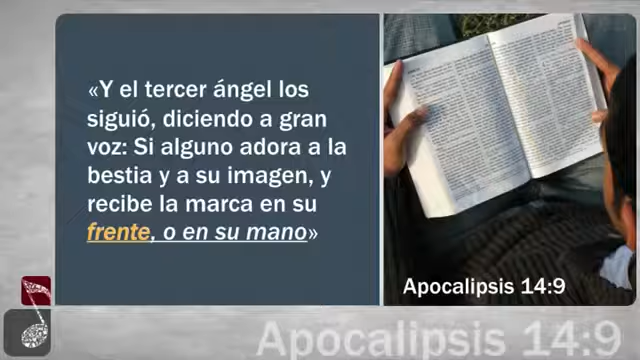 «Y el tercer ángel los
siguió, diciendo a gran
voz: Si alguno adora a la
bestia y a su imagen, y
recibe la marca en su
frente, o en su mano»
Apocalipsis 14:9
Apocalipsis 14:9